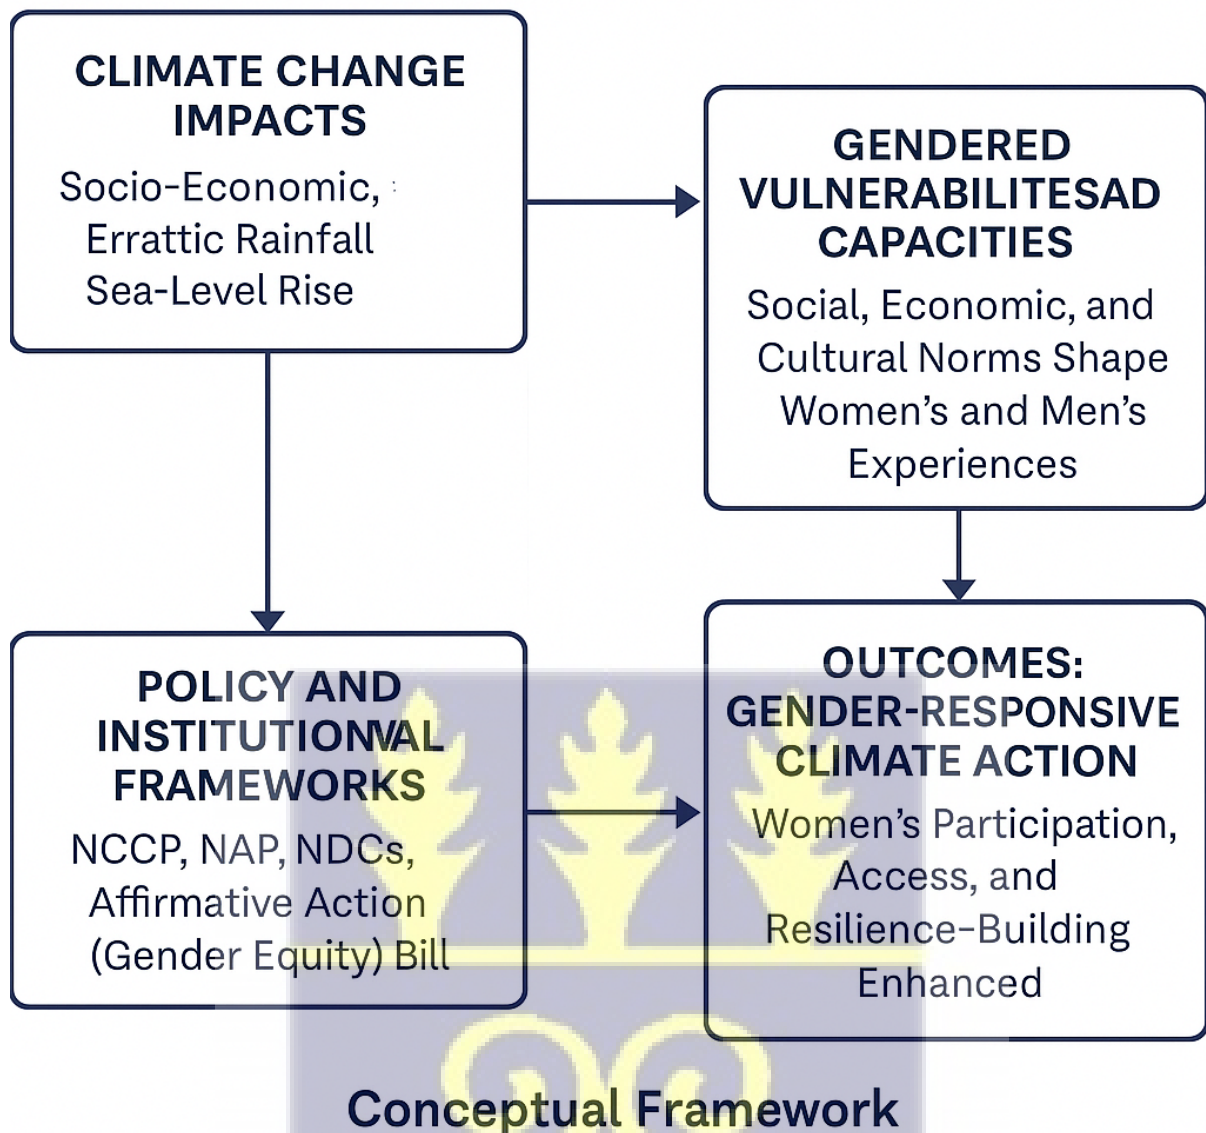 CLIMATE CHANGE
IMPACTS
Socio-Economic,
Errattic Rainfall
Sea-Level Rise
GENDERED
VULNERABILITESAD
CAPACITIES
Social, Economic, and
Cultural Norms Shape
Women’s and Men’s
Experiences
POLICY AND
INSTITUTIONVAL
FRAMEWORKS
NCCP, NAP, NDCs,
Affirmative Action
(Gender Equity) Bill
OUTCOMES:
GENDER-RESPONSIVE
CLIMATE ACTION
Women’s Participation,
Access, and
Resilience-Building
Enhanced
Conceptual Framework